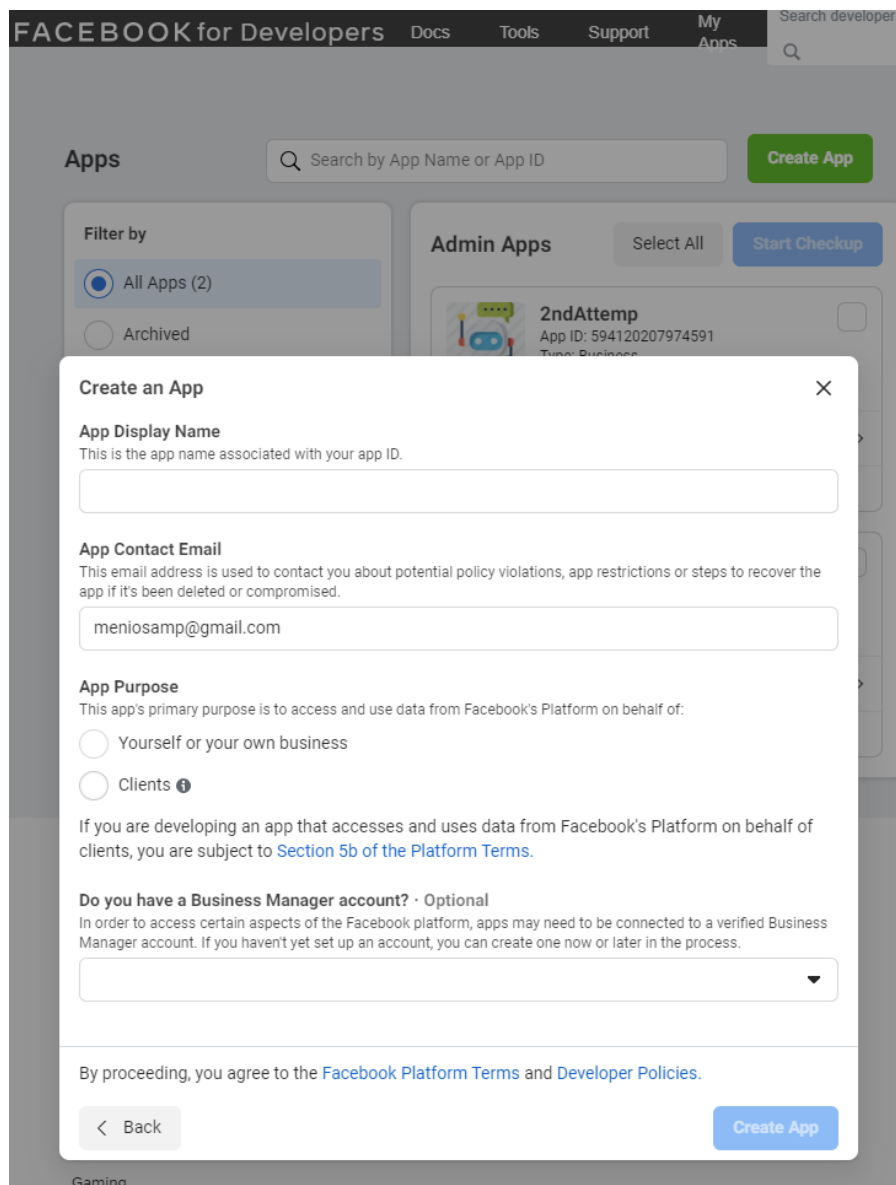 FACEBOOK for Developers Docs Tools Support My Apps Search developer
Apps
Search by App Name or App ID
Create App
Filter by
All Apps (2)
Archived
Admin Apps
Select All
Start Checkup
2ndAttemp
App ID: 594120207974591
Type: Business
Create an App
App Display Name
This is the app name associated with your app ID.
App Contact Email
This email address is used to contact you about potential policy violations, app restrictions or steps to recover the
app if it's been deleted or compromised.
meniosamp@gmail.com
App Purpose
This app's primary purpose is to access and use data from Facebook's Platform on behalf of:
Yourself or your own business
Clients
If you are developing an app that accesses and uses data from Facebook's Platform on behalf of
clients, you are subject to Section 5b of the Platform Terms.
Do you have a Business Manager account? · Optional
In order to access certain aspects of the Facebook platform, apps may need to be connected to a verified Business
Manager account. If you haven't yet set up an account, you can create one now or later in the process.
By proceeding, you agree to the Facebook Platform Terms and Developer Policies.
Back
Create App
Gaming